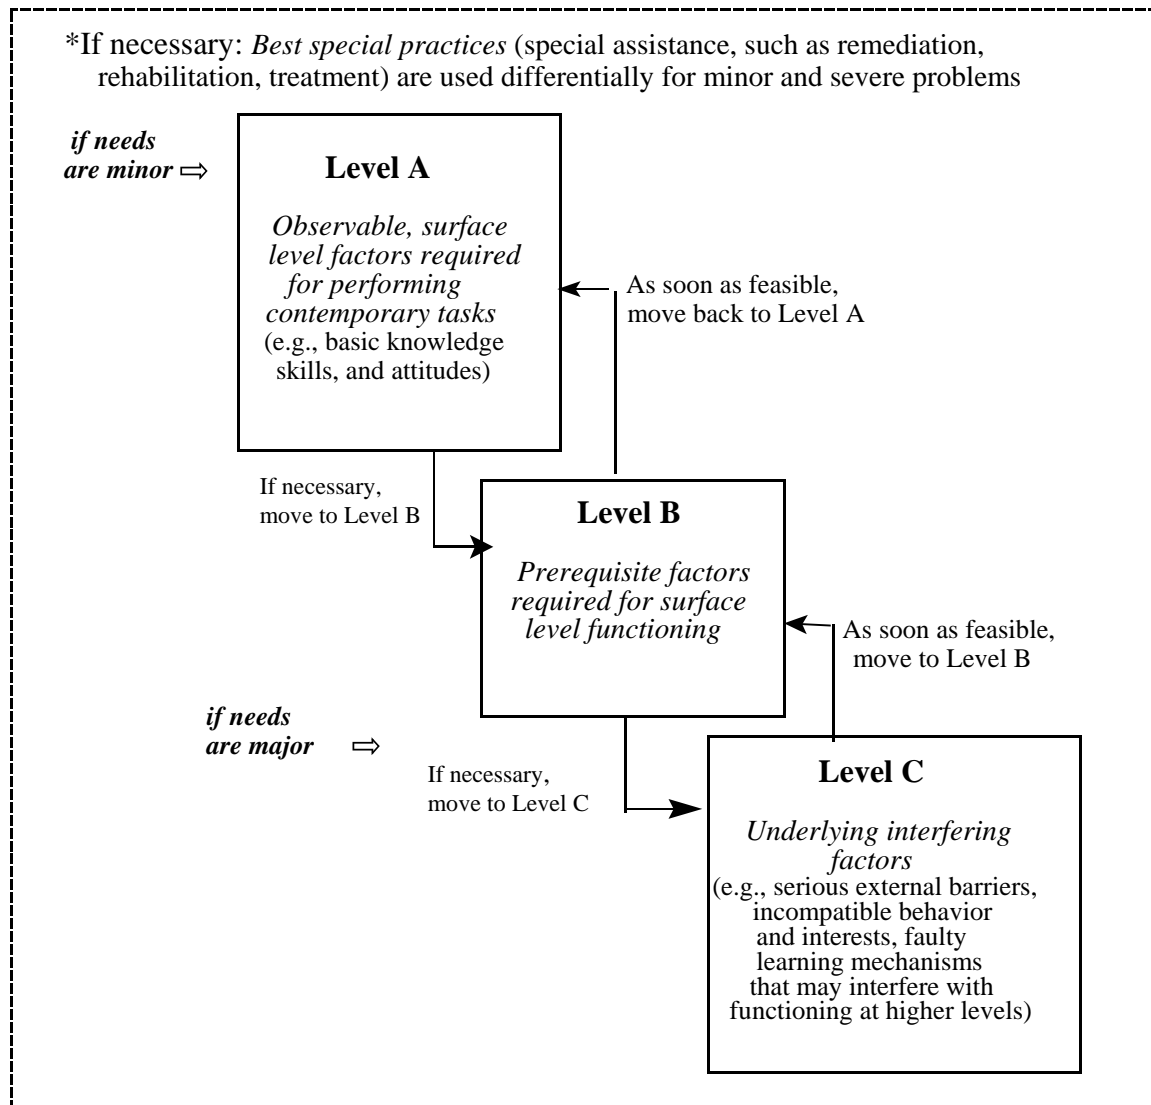 *If necessary: Best special practices (special assistance, such as remediation,
rehabilitation, treatment) are used differentially for minor and severe problems
if needs
are minor ⇨
Level A
Observable, surface
level factors required
for performing
contemporary tasks
(e.g., basic knowledge
skills, and attitudes)
As soon as feasible,
move back to Level A
If necessary,
move to Level B
Level B
Prerequisite factors
required for surface
level functioning
As soon as feasible,
move to Level B
if needs
are major ⇨
If necessary,
move to Level C
Level C
Underlying interfering
factors
(e.g., serious external barriers,
incompatible behavior
and interests, faulty
learning mechanisms
that may interfere with
functioning at higher levels)